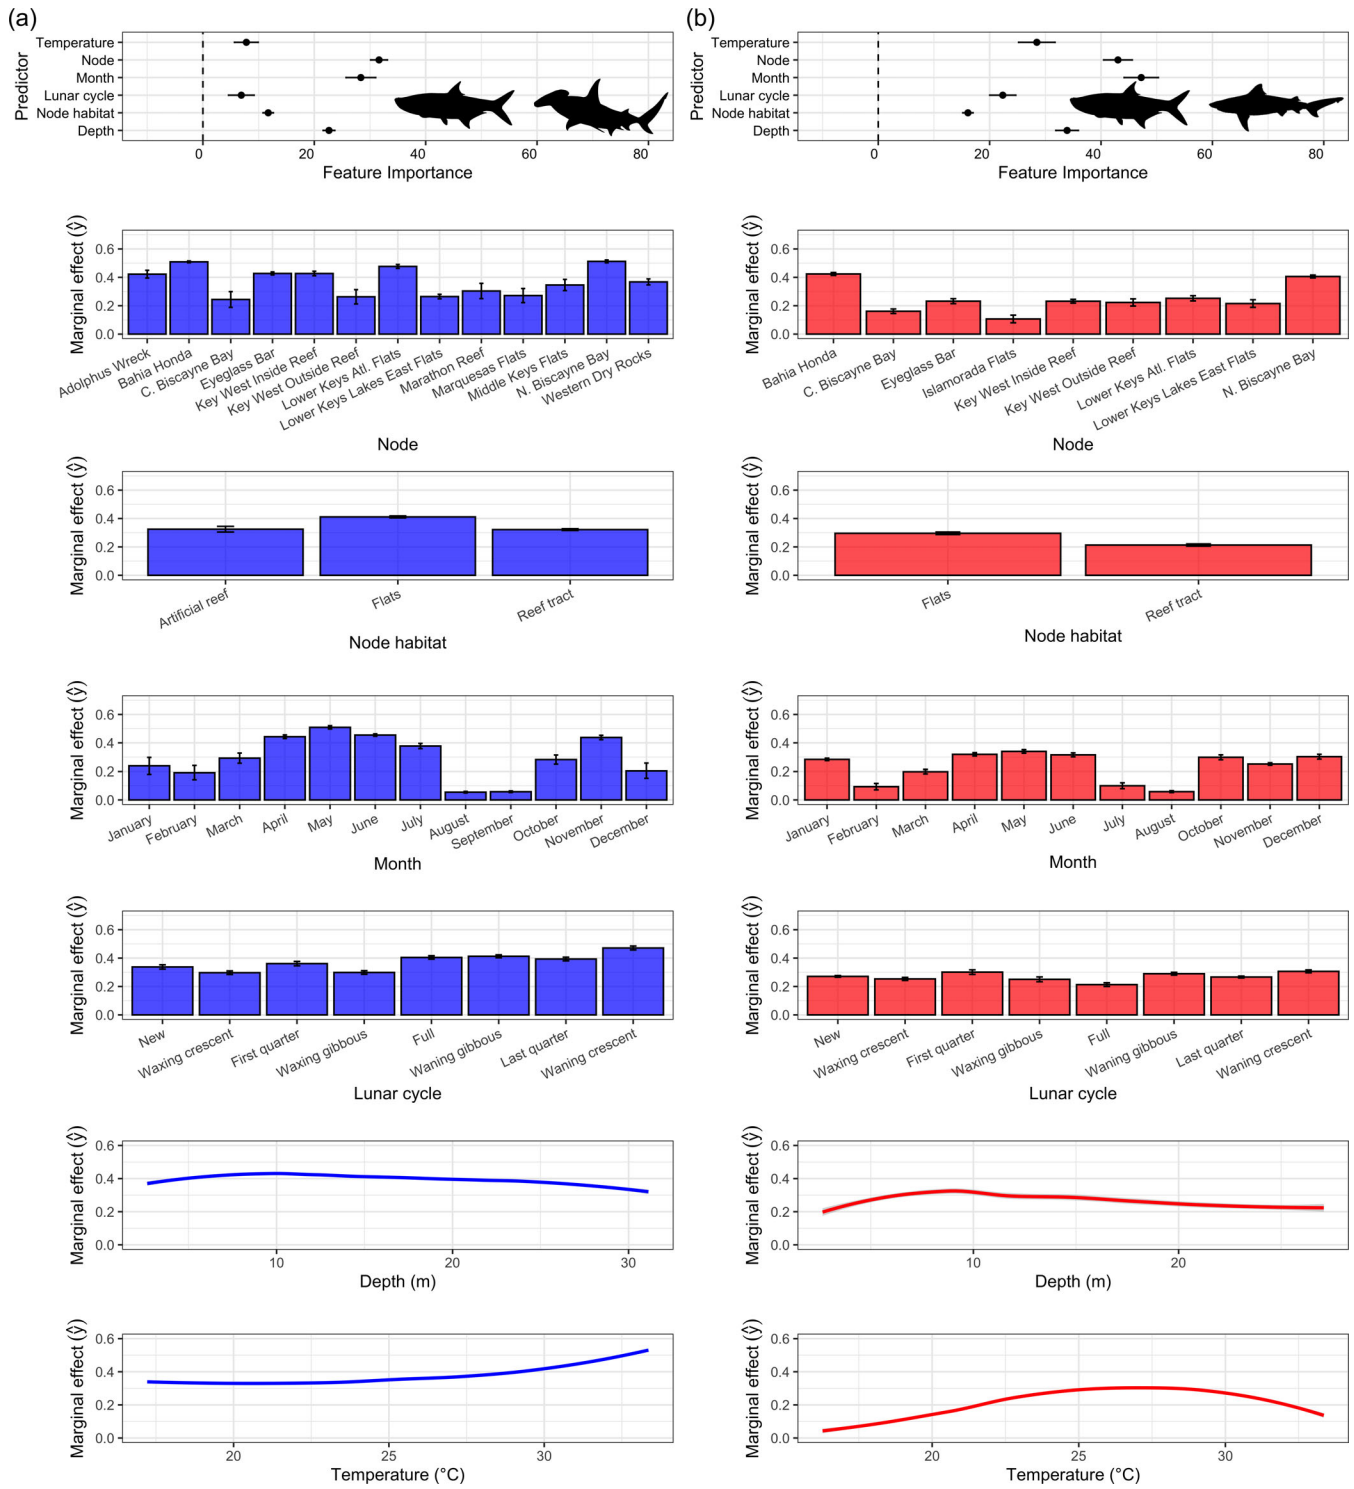 (a)
Predictor
Temperature
Node
Month
Lunar cycle
Node habitat
Depth
0 20 40 60 80
Feature Importance
Marginal effect (ŷ)
0.6
0.4
0.2
0.0
Adolphus Wreck
Bahia Honda
C. Biscayne Bay
Eyeglass Bar
Key West Inside Reef
Key West Outside Reef
Lower Keys Atl. Flats
Lower Keys Lakes East Flats
Marathon Reef
Marquesas Flats
Middle Keys Flats
N. Biscayne Bay
Western Dry Rocks
Node
Marginal effect (ŷ)
0.6
0.4
0.2
0.0
Artificial reef
Flats
Reef tract
Node habitat
Marginal effect (ŷ)
0.6
0.4
0.2
0.0
January
February
March
April
May
June
July
August
September
October
November
December
Month
Marginal effect (ŷ)
0.6
0.4
0.2
0.0
New
Waxing crescent
First quarter
Waxing gibbous
Full
Waning gibbous
Last quarter
Waning crescent
Lunar cycle
Marginal effect (ŷ)
0.6
0.4
0.2
0.0
10 20 30
Depth (m)
Marginal effect (ŷ)
0.6
0.4
0.2
0.0
20 25 30
Temperature (°C)
(b)
Predictor
Temperature
Node
Month
Lunar cycle
Node habitat
Depth
0 20 40 60 80
Feature Importance
Marginal effect (ŷ)
0.6
0.4
0.2
0.0
Bahia Honda
C. Biscayne Bay
Eyeglass Bar
Islamorada Flats
Key West Inside Reef
Key West Outside Reef
Lower Keys Atl. Flats
Lower Keys Lakes East Flats
N. Biscayne Bay
Node
Marginal effect (ŷ)
0.6
0.4
0.2
0.0
Flats
Reef tract
Node habitat
Marginal effect (ŷ)
0.6
0.4
0.2
0.0
January
February
March
April
May
June
July
August
October
November
December
Month
Marginal effect (ŷ)
0.6
0.4
0.2
0.0
New
Waxing crescent
First quarter
Waxing gibbous
Full
Waning gibbous
Last quarter
Waning crescent
Lunar cycle
Marginal effect (ŷ)
0.6
0.4
0.2
0.0
10 20
Depth (m)
Marginal effect (ŷ)
0.6
0.4
0.2
0.0
20 25 30
Temperature (°C)